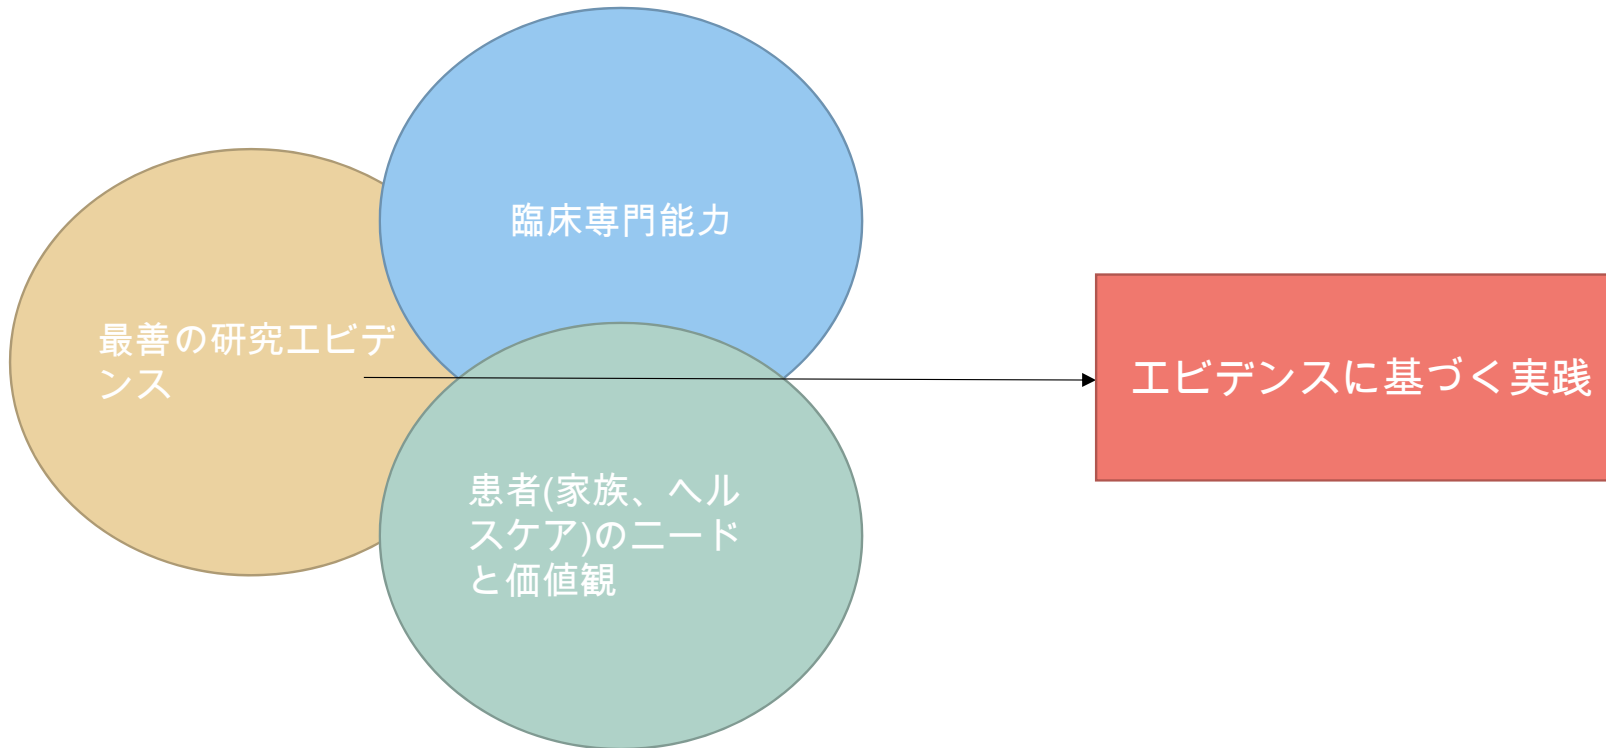 臨床専門能力
最善の研究エビデ
ンス
エビデンスに基づく実践
患者(家族、ヘル
スケア)のニード
と価値観